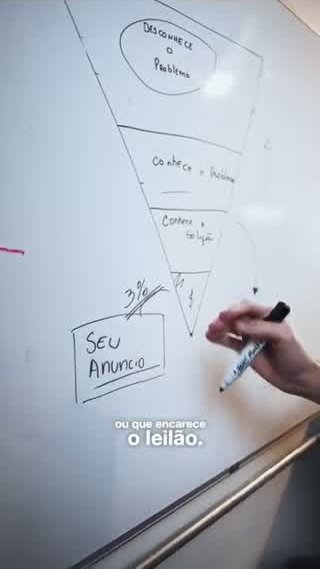 DESCONHECE
O
Problema
conhece o Problema
Conhece a
Solução
3%
SEU
ANUNCIO
ou que encarece
o leilão.